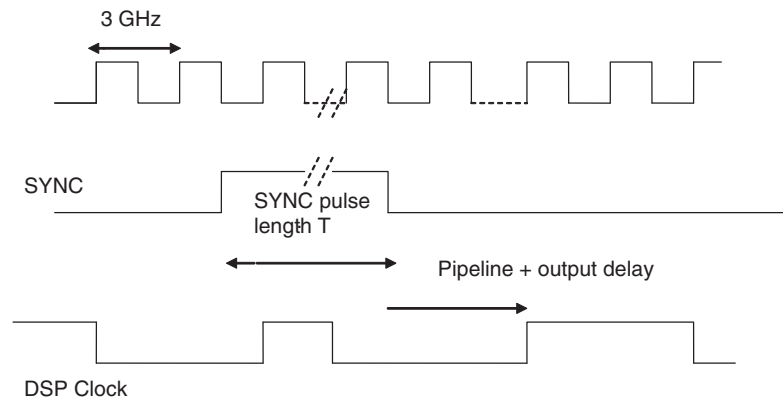 3 GHz
SYNC
SYNC pulse
length T
Pipeline + output delay
DSP Clock